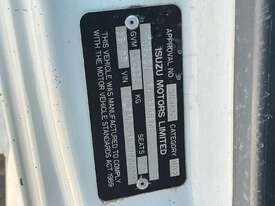 APPROVAL NO
CATEGORY
ISUZU MOTORS LIMITED
GVM
KG
SEATS
VIN
THIS VEHICLE WAS MANUFACTURED TO COMPLY
WITH THE MOTOR VEHICLE STANDARDS ACT 1989